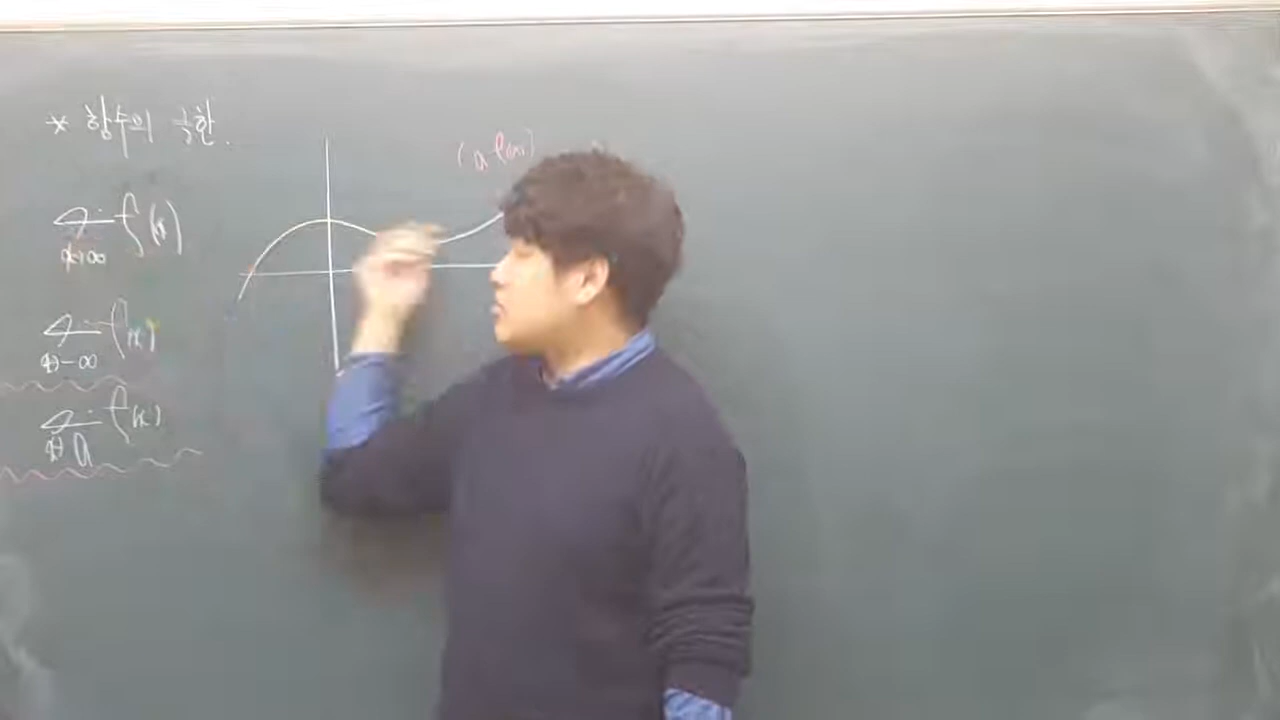 * 함수의 극한.
lim f(x)
x→∞
lim f(x)
x→-∞
lim f(x)
x→a
(a f(a))